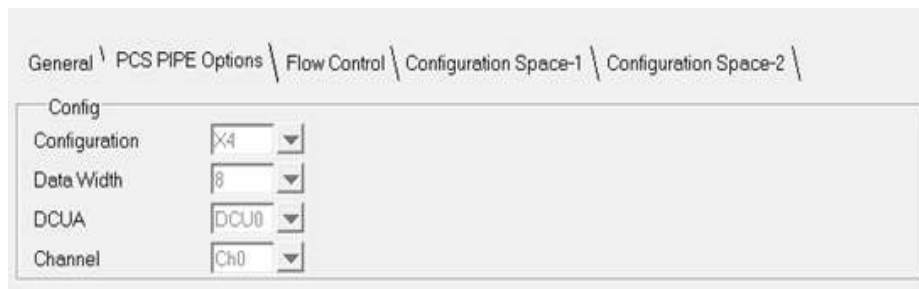 General PCS PIPE Options Flow Control Configuration Space-1 Configuration Space-2
Config
Configuration X4
Data Width 8
DCUA DCU0
Channel Ch0